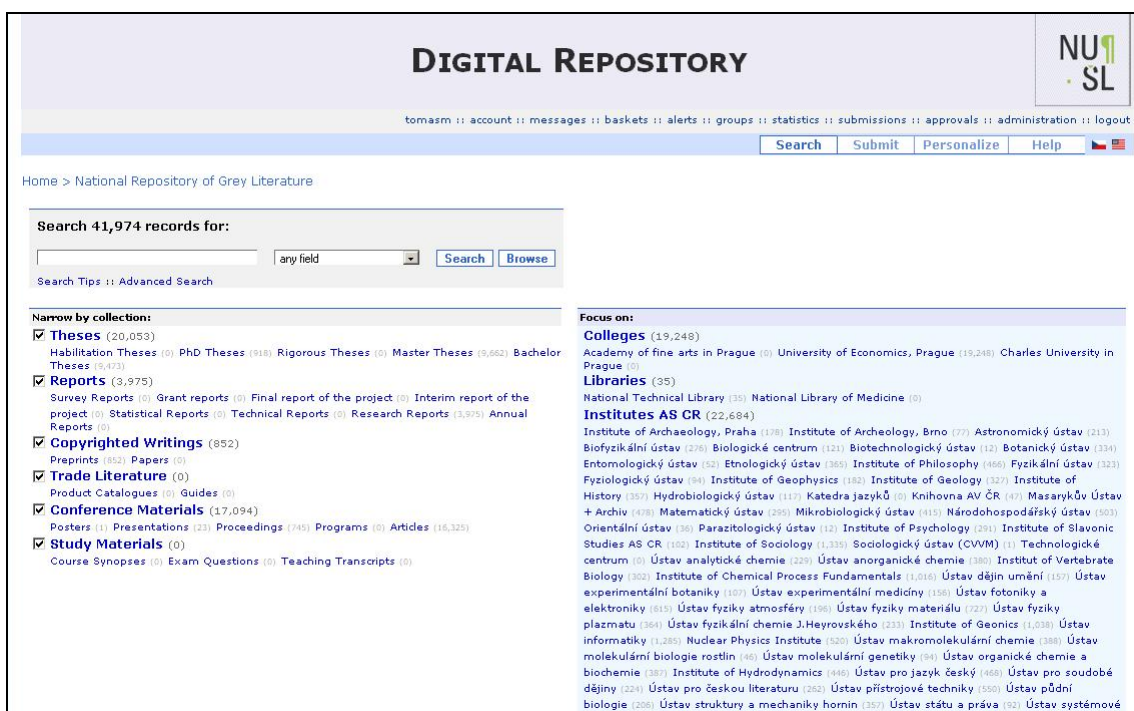 DIGITAL REPOSITORY
NU¶
· ŠL
tomasm :: account :: messages :: baskets :: alerts :: groups :: statistics :: submissions :: approvals :: administration :: logout
Search Submit Personalize Help
Home > National Repository of Grey Literature
Search 41,974 records for:
any field Search Browse
Search Tips :: Advanced Search
Narrow by collection:
Theses (20,053)
Habilitation Theses (0) PhD Theses (918) Rigorous Theses (0) Master Theses (9,662) Bachelor
Theses (9,473)
Reports (3,975)
Survey Reports (0) Grant reports (0) Final report of the project (0) Interim report of the
project (0) Statistical Reports (0) Technical Reports (0) Research Reports (3,975) Annual
Reports (0)
Copyrighted Writings (852)
Preprints (852) Papers (0)
Trade Literature (0)
Product Catalogues (0) Guides (0)
Conference Materials (17,094)
Posters (1) Presentations (23) Proceedings (745) Programs (0) Articles (16,325)
Study Materials (0)
Course Synopses (0) Exam Questions (0) Teaching Transcripts (0)
Focus on:
Colleges (19,248)
Academy of fine arts in Prague (0) University of Economics, Prague (19,248) Charles University in
Prague (0)
Libraries (35)
National Technical Library (35) National Library of Medicine (0)
Institutes AS CR (22,684)
Institute of Archaeology, Praha (178) Institute of Archeology, Brno (77) Astronomický ústav (213)
Biofyzikální ústav (276) Biologické centrum (121) Biotechnologický ústav (12) Botanický ústav (334)
Entomologický ústav (52) Etnologický ústav (365) Institute of Philosophy (466) Fyzikální ústav (323)
Fyziologický ústav (94) Institute of Geophysics (182) Institute of Geology (327) Institute of
History (357) Hydrobiologický ústav (117) Katedra jazyků (0) Knihovna AV ČR (47) Masarykův Ústav
+ Archiv (478) Matematický ústav (295) Mikrobiologický ústav (415) Národohospodářský ústav (503)
Orientální ústav (36) Parazitologický ústav (12) Institute of Psychology (291) Institute of Slavonic
Studies AS CR (102) Institute of Sociology (1,335) Sociologický ústav (CVVM) (1) Technologické
centrum (0) Ústav analytické chemie (229) Ústav anorganické chemie (380) Institut of Vertebrate
Biology (302) Institute of Chemical Process Fundamentals (1,016) Ústav dějin umění (157) Ústav
experimentální botaniky (107) Ústav experimentální medicíny (156) Ústav fotoniky a
elektroniky (615) Ústav fyziky atmosféry (196) Ústav fyziky materiálu (727) Ústav fyziky
plazmatu (364) Ústav fyzikální chemie J.Heyrovského (233) Institute of Geonics (1,038) Ústav
informatiky (1,285) Nuclear Physics Institute (520) Ústav makromolekulární chemie (388) Ústav
molekulární biologie rostlin (46) Ústav molekulární genetiky (94) Ústav organické chemie a
biochemie (387) Institute of Hydrodynamics (446) Ústav pro jazyk český (468) Ústav pro soudobé
dějiny (224) Ústav pro českou literaturu (262) Ústav přístrojové techniky (550) Ústav půdní
biologie (206) Ústav struktury a mechaniky hornin (357) Ústav státu a práva (92) Ústav systémové